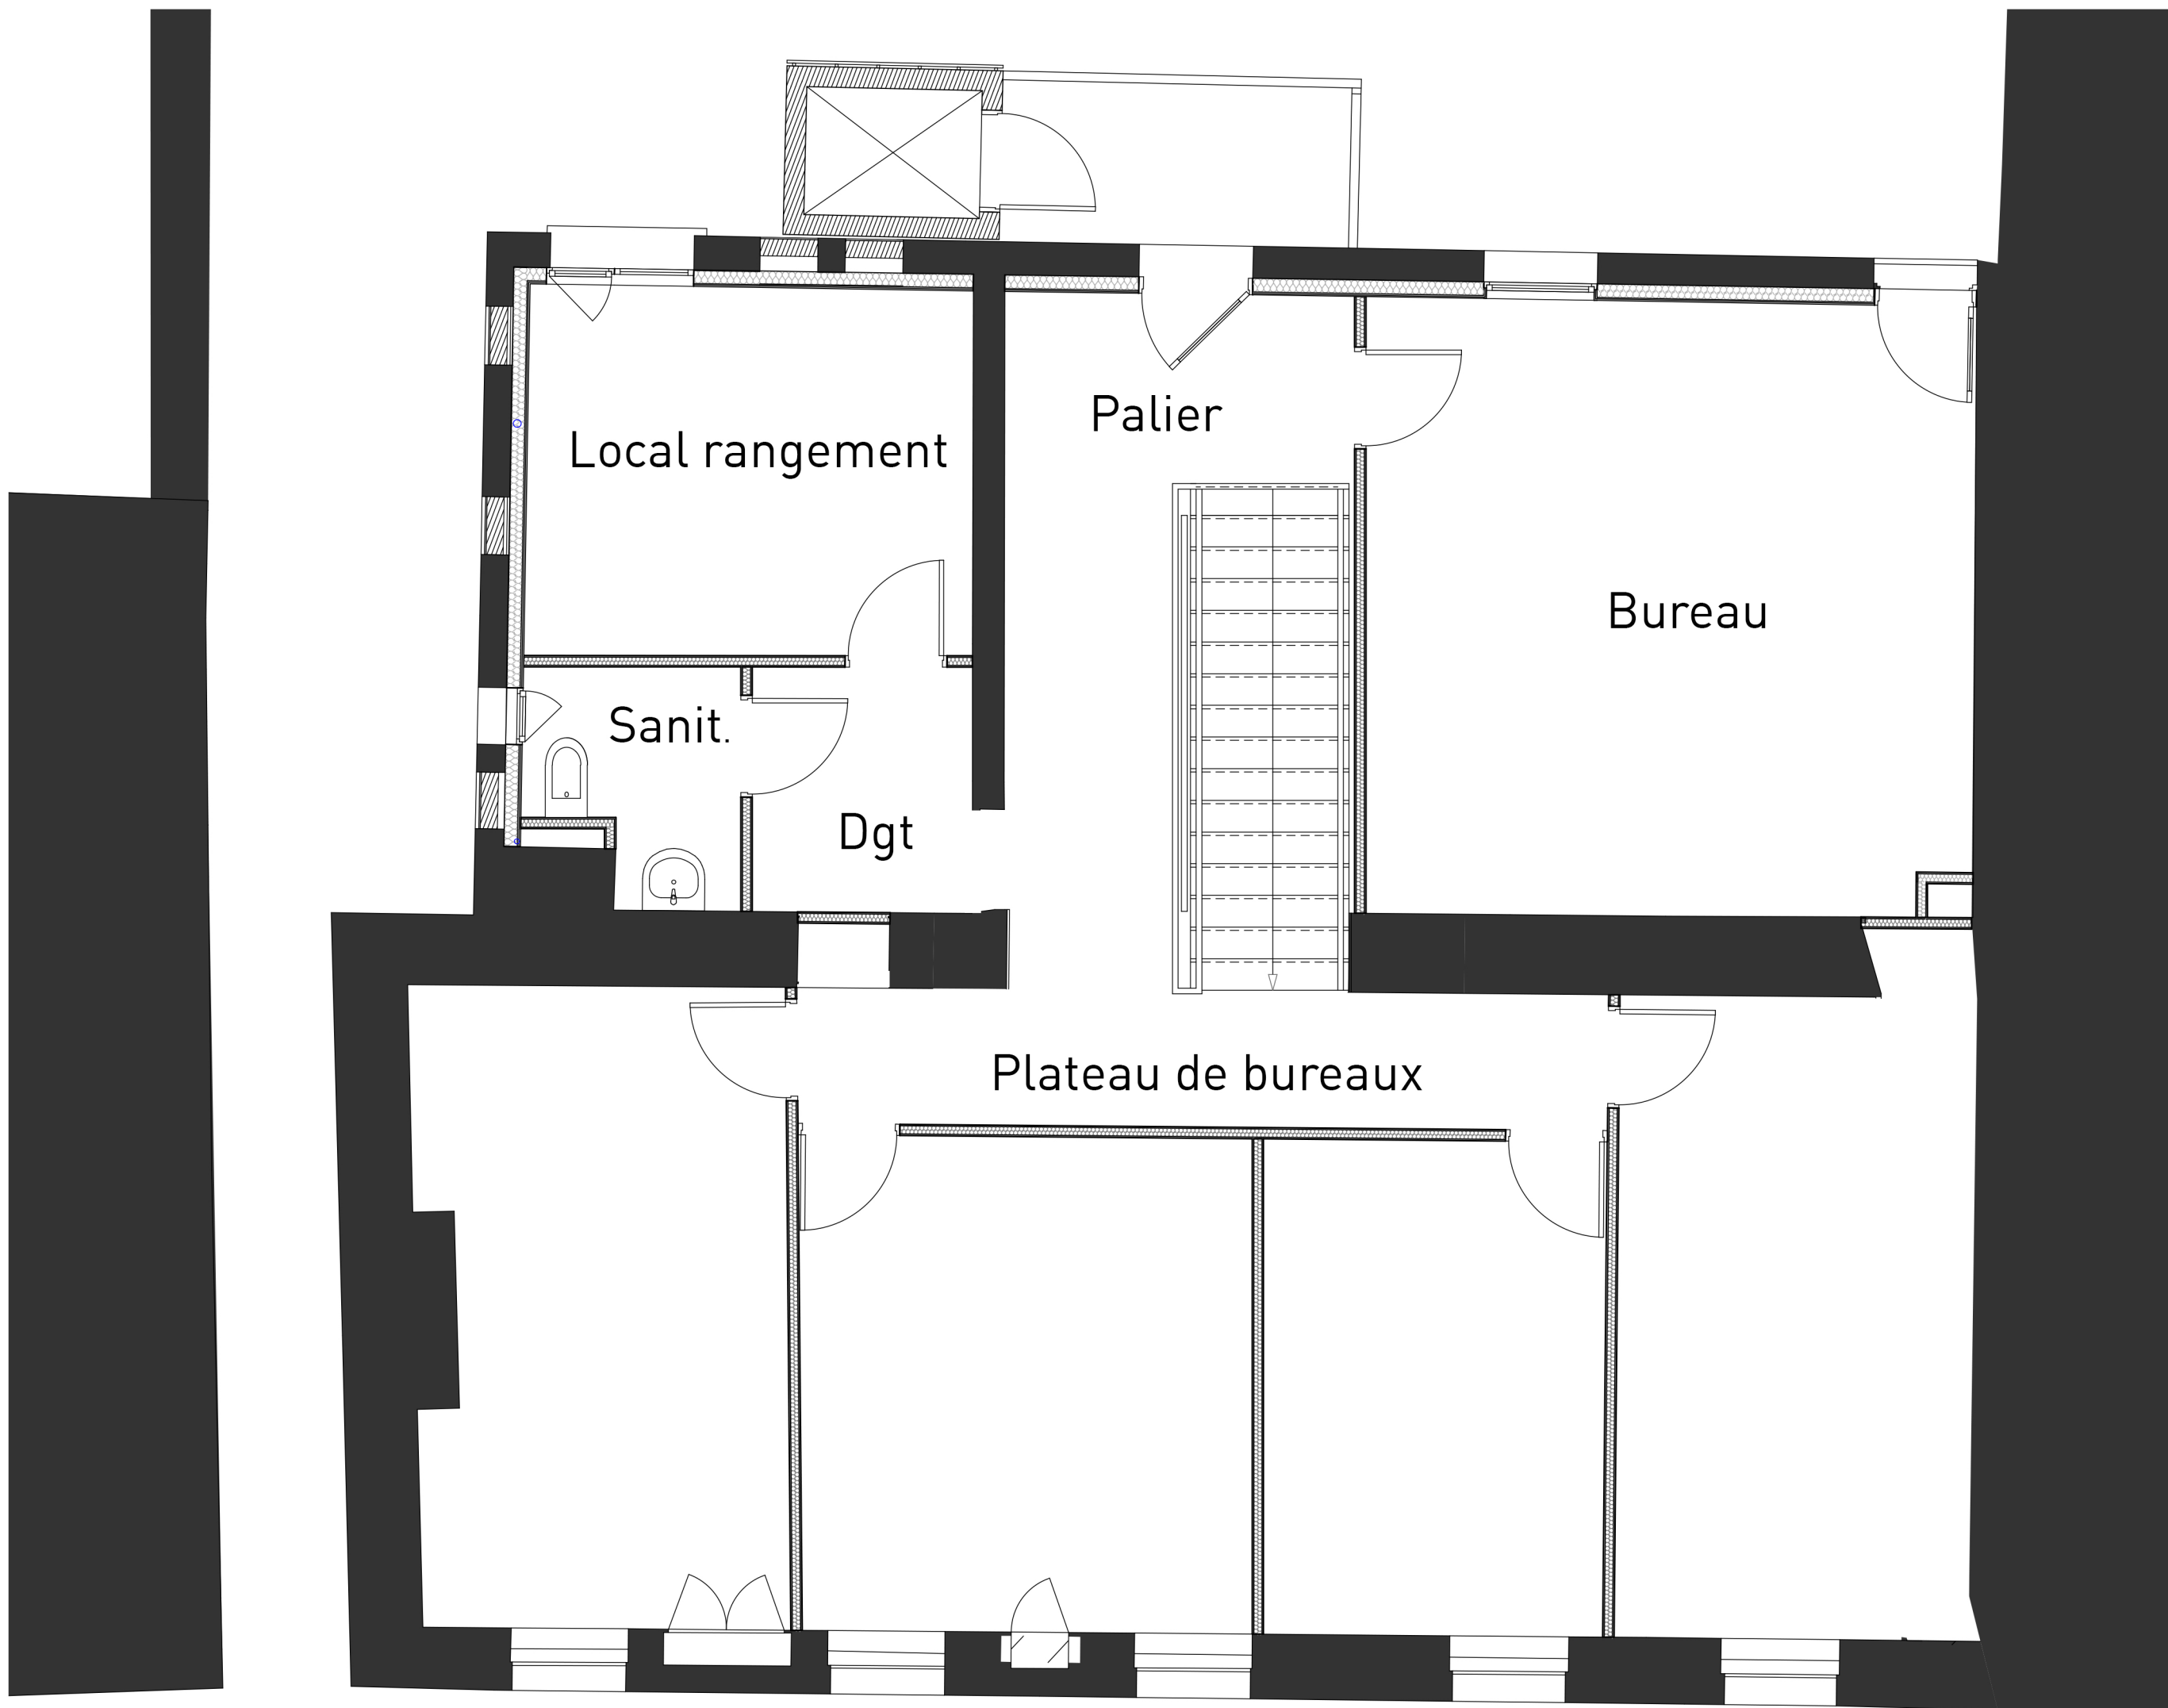 Palier
Local rangement
Bureau
Sanit.
Dgt
Plateau de bureaux